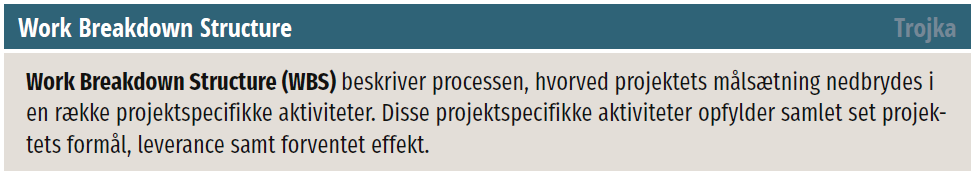 Work Breakdown Structure Trojka
Work Breakdown Structure (WBS) beskriver processen, hvorved projektets målsætning nedbrydes i
en række projektspecifikke aktiviteter. Disse projektspecifikke aktiviteter opfylder samlet set projek-
tets formål, leverance samt forventet effekt.